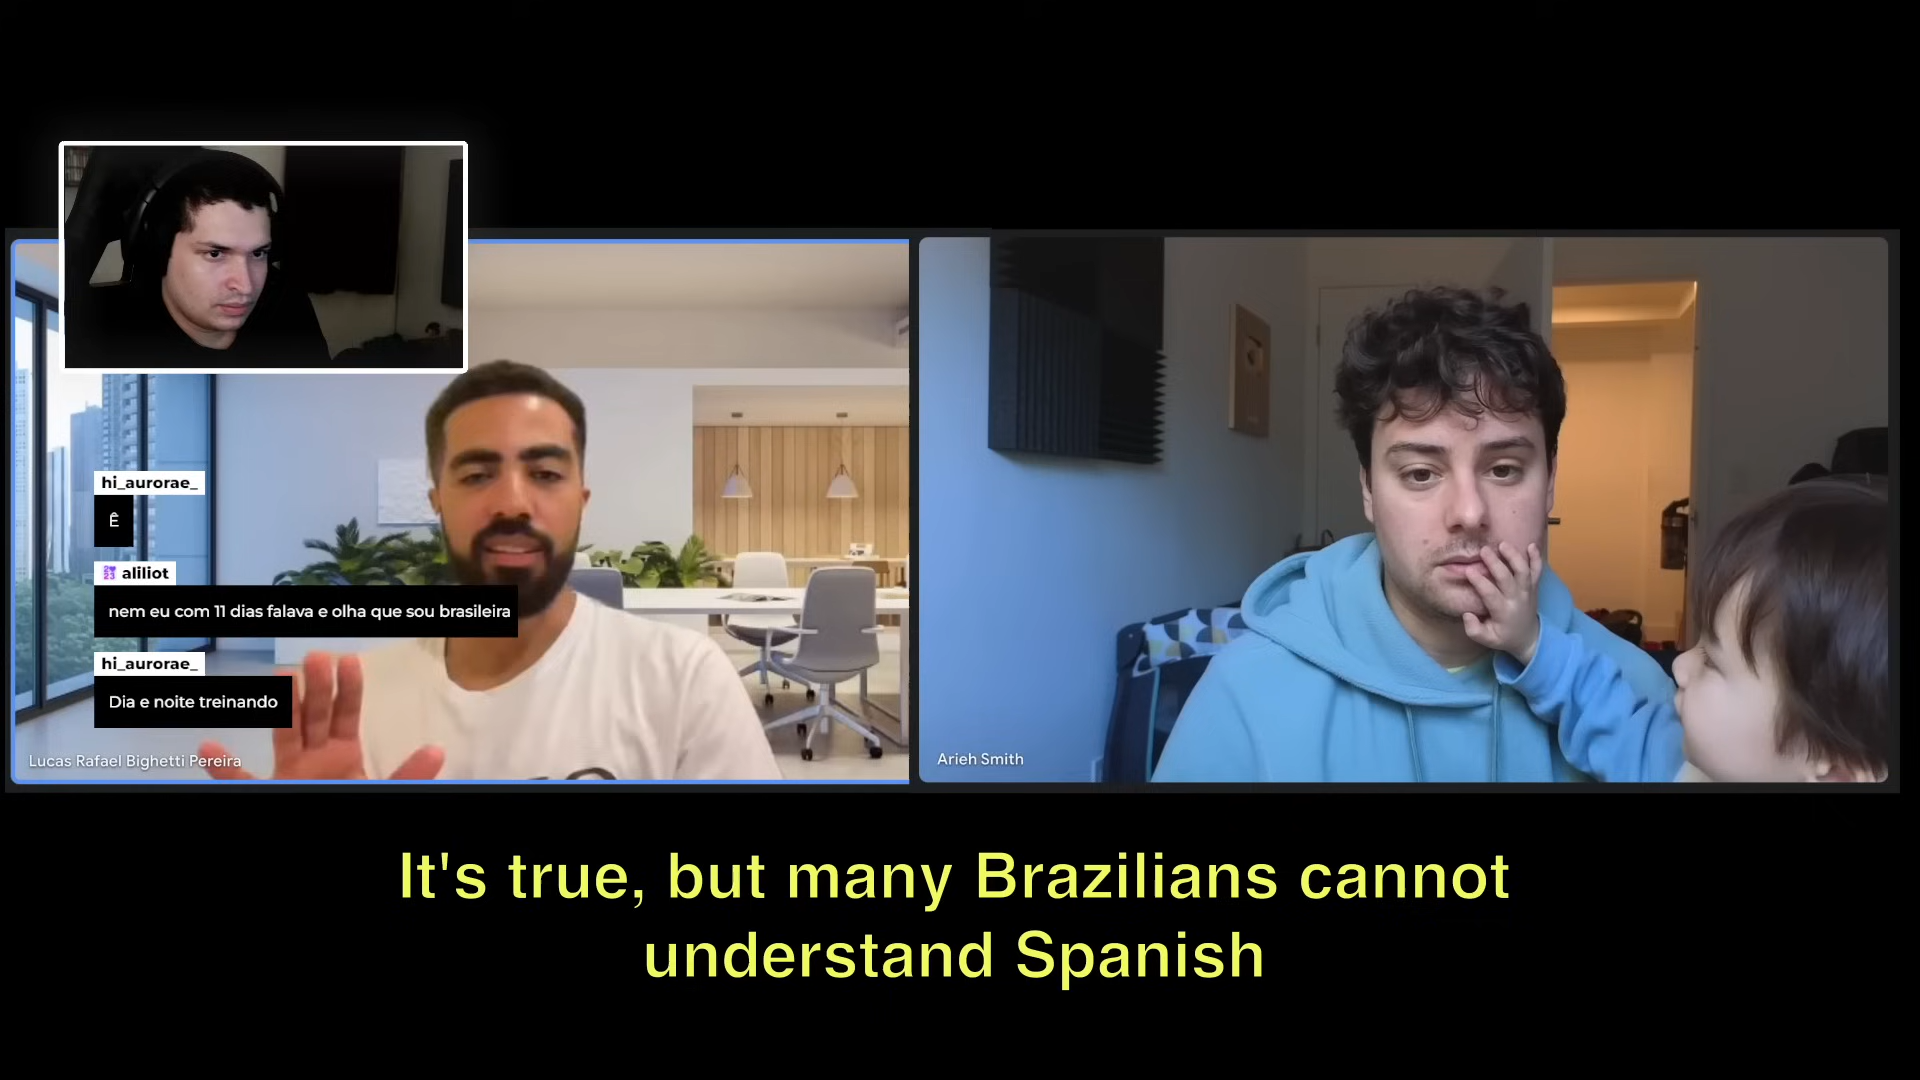 hi_aurorae_
Ê
aliliot
nem eu com 11 dias falava e olha que sou brasileira
hi_aurorae_
Dia e noite treinando
Lucas Rafael Bighetti Pereira
Arieh Smith
It's true, but many Brazilians cannot
understand Spanish